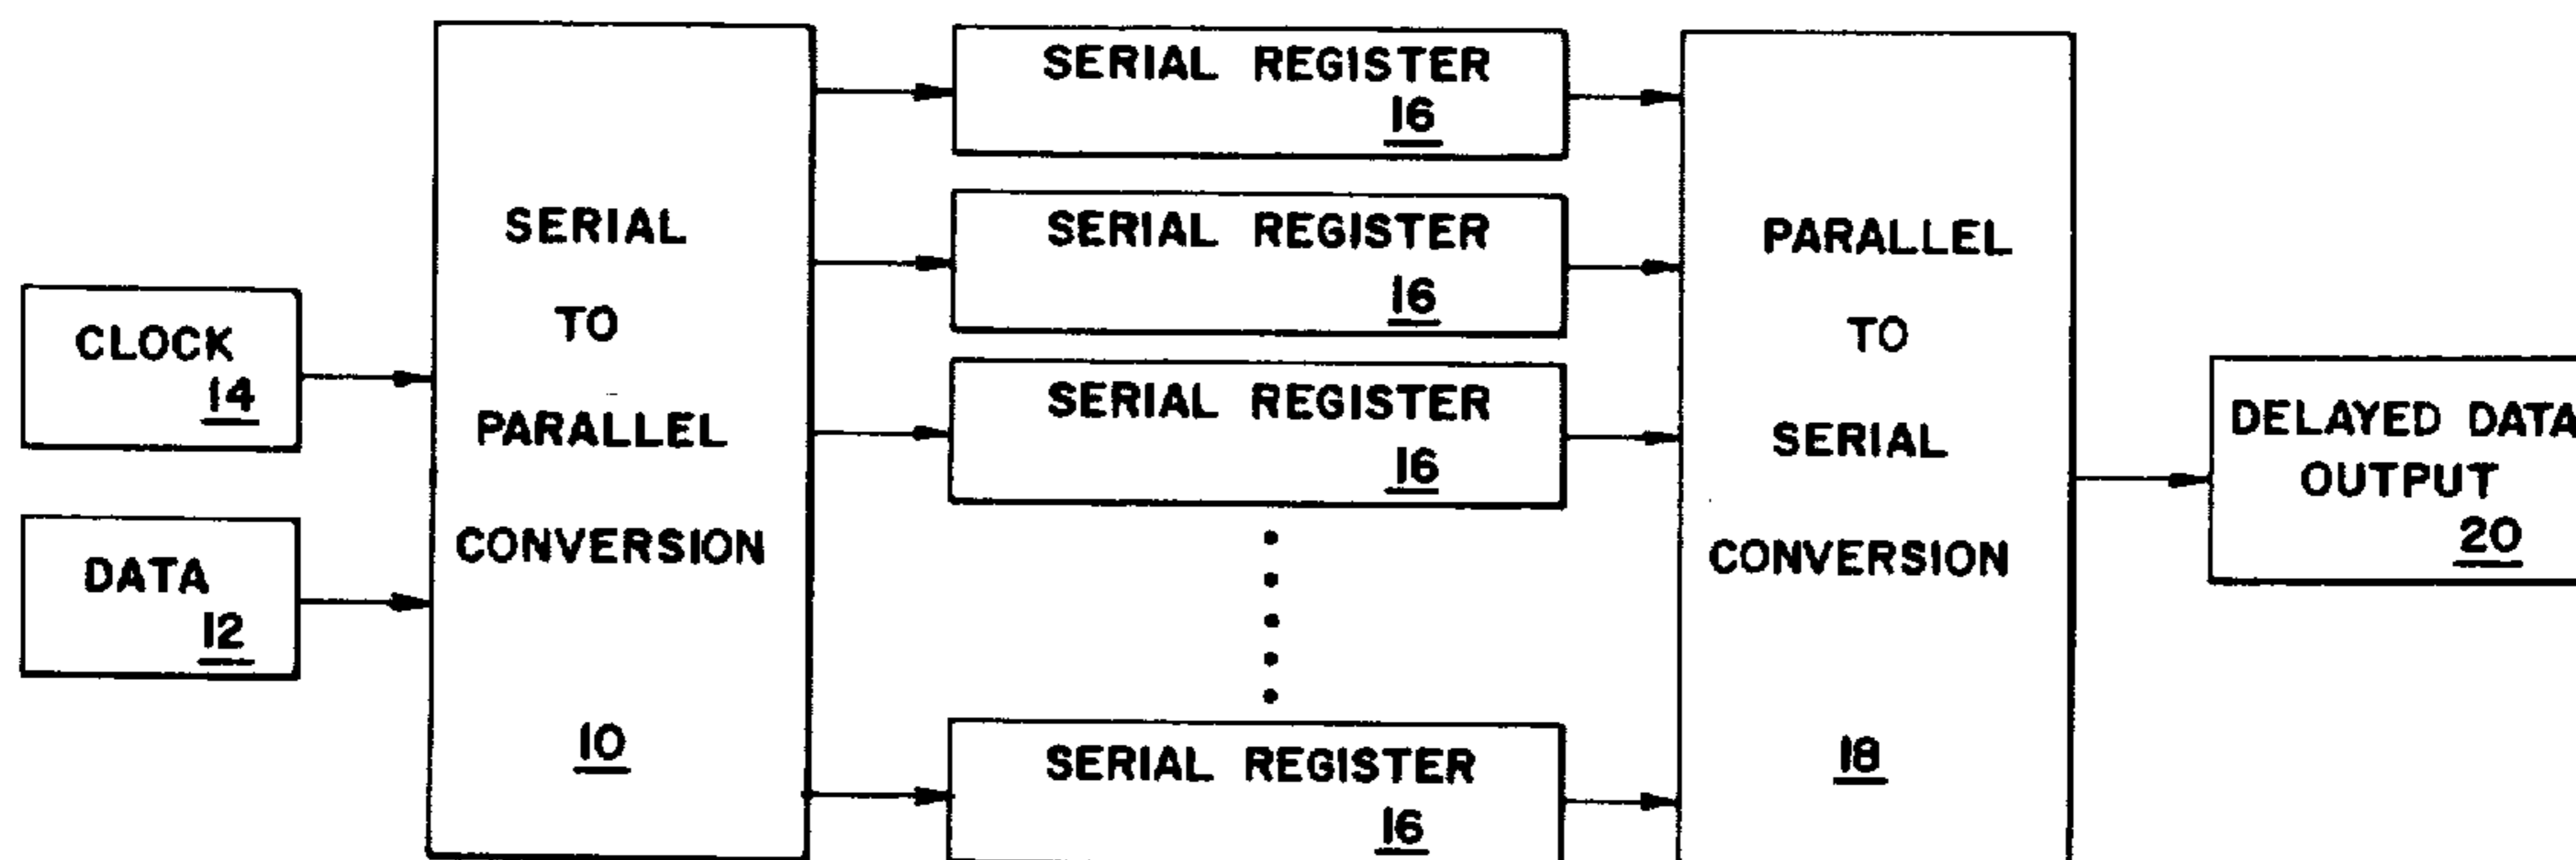 CLOCK
14
DATA
12
SERIAL
TO
PARALLEL
CONVERSION
10
SERIAL REGISTER
16
SERIAL REGISTER
16
SERIAL REGISTER
16
SERIAL REGISTER
16
PARALLEL
TO
SERIAL
CONVERSION
18
DELAYED DATA
OUTPUT
20